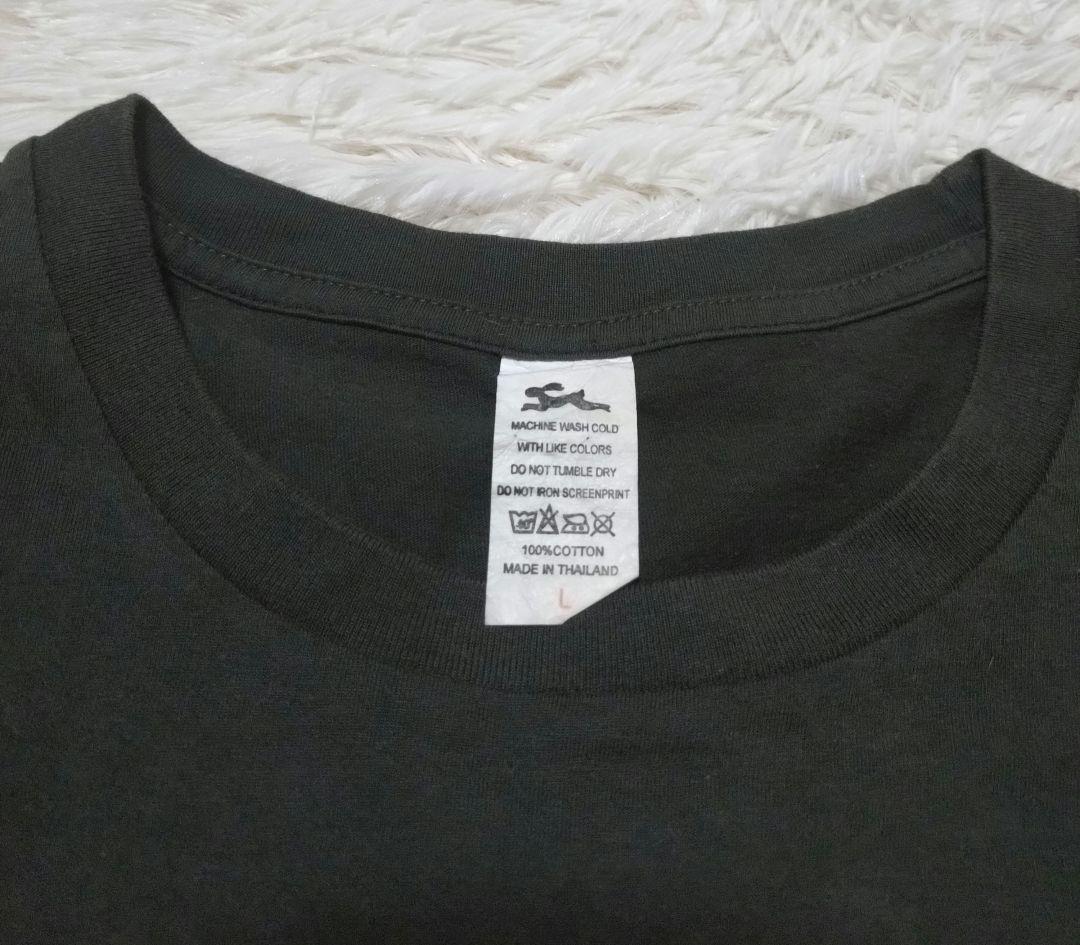 MACHINE WASH COLD
WITH LIKE COLORS
DO NOT TUMBLE DRY
DO NOT IRON SCREENPRINT
100%COTTON
MADE IN THAILAND
L